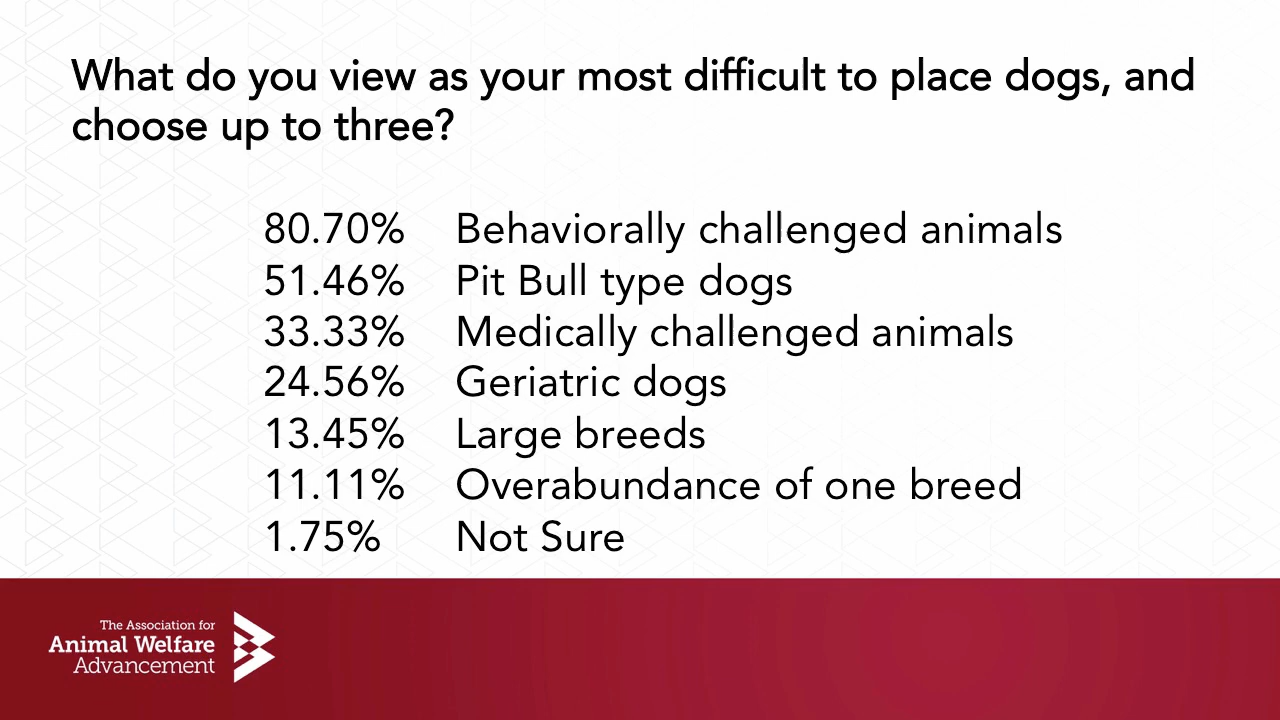 What do you view as your most difficult to place dogs, and
choose up to three?
80.70% Behaviorally challenged animals
51.46% Pit Bull type dogs
33.33% Medically challenged animals
24.56% Geriatric dogs
13.45% Large breeds
11.11% Overabundance of one breed
1.75% Not Sure
The Association for
Animal Welfare
Advancement